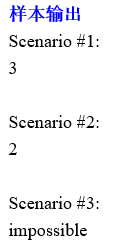 样本输出
Scenario #1:
3
Scenario #2:
2
Scenario #3:
impossible